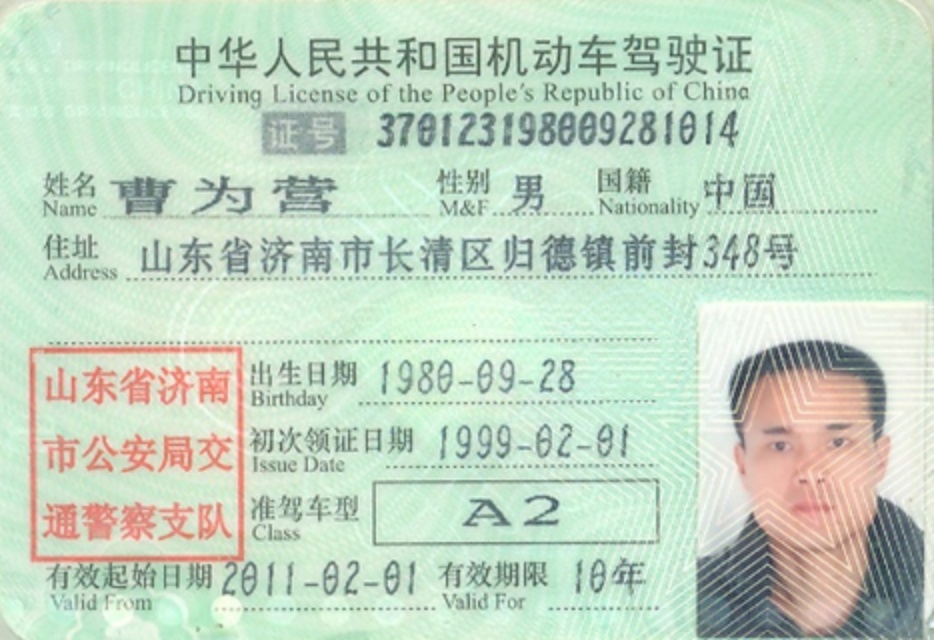 中华人民共和国机动车驾驶证
Driving License of the People's Republic of China
证号 370123198009281014
姓名 曹为营 性别 男 国籍 中国
Name M&F Nationality
住址 山东省济南市长清区归德镇前封348号
Address
山东省济南
市公安局交
通警察支队
出生日期 1980-09-28
Birthday
初次领证日期 1999-02-01
Issue Date
准驾车型 A2
Class
有效起始日期 2011-02-01 有效期限 10年
Valid From Valid For